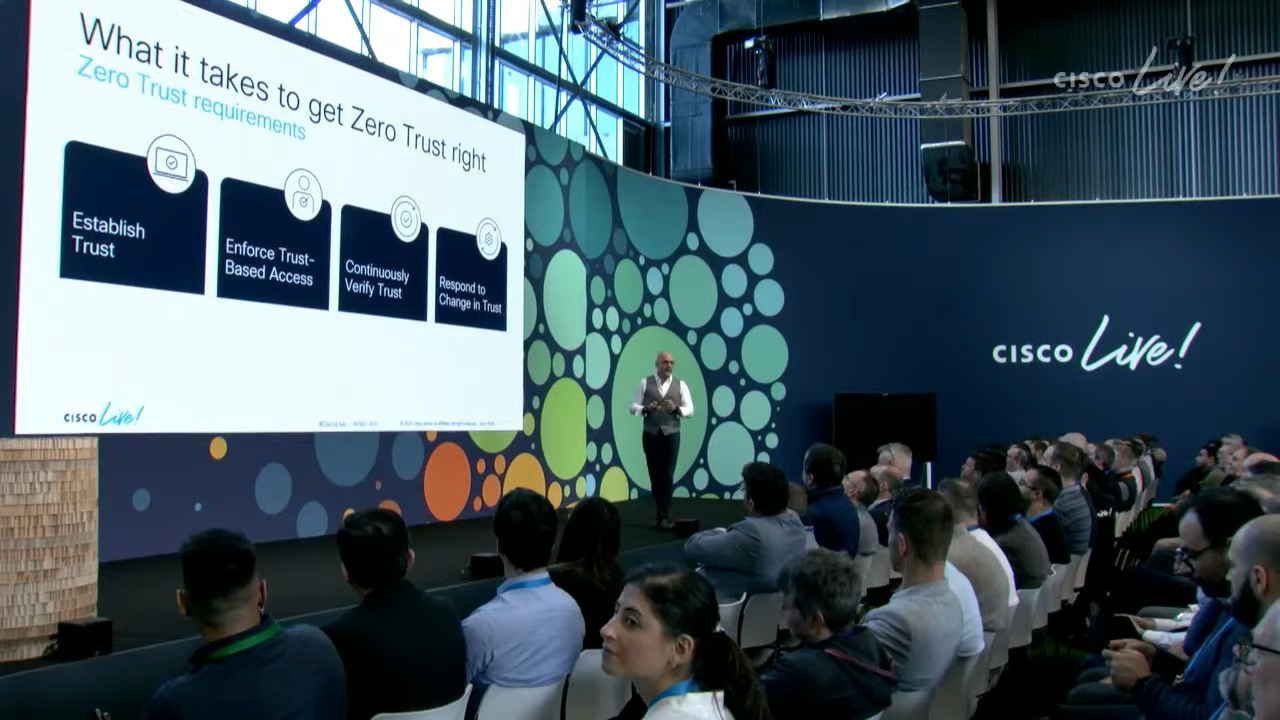 What it takes to get Zero Trust right
Zero Trust requirements
Establish
Trust
Enforce Trust-
Based Access
Continuously
Verify Trust
Respond to
Change in Trust
CISCO Live!
CISCO Live!
CISCO Live!